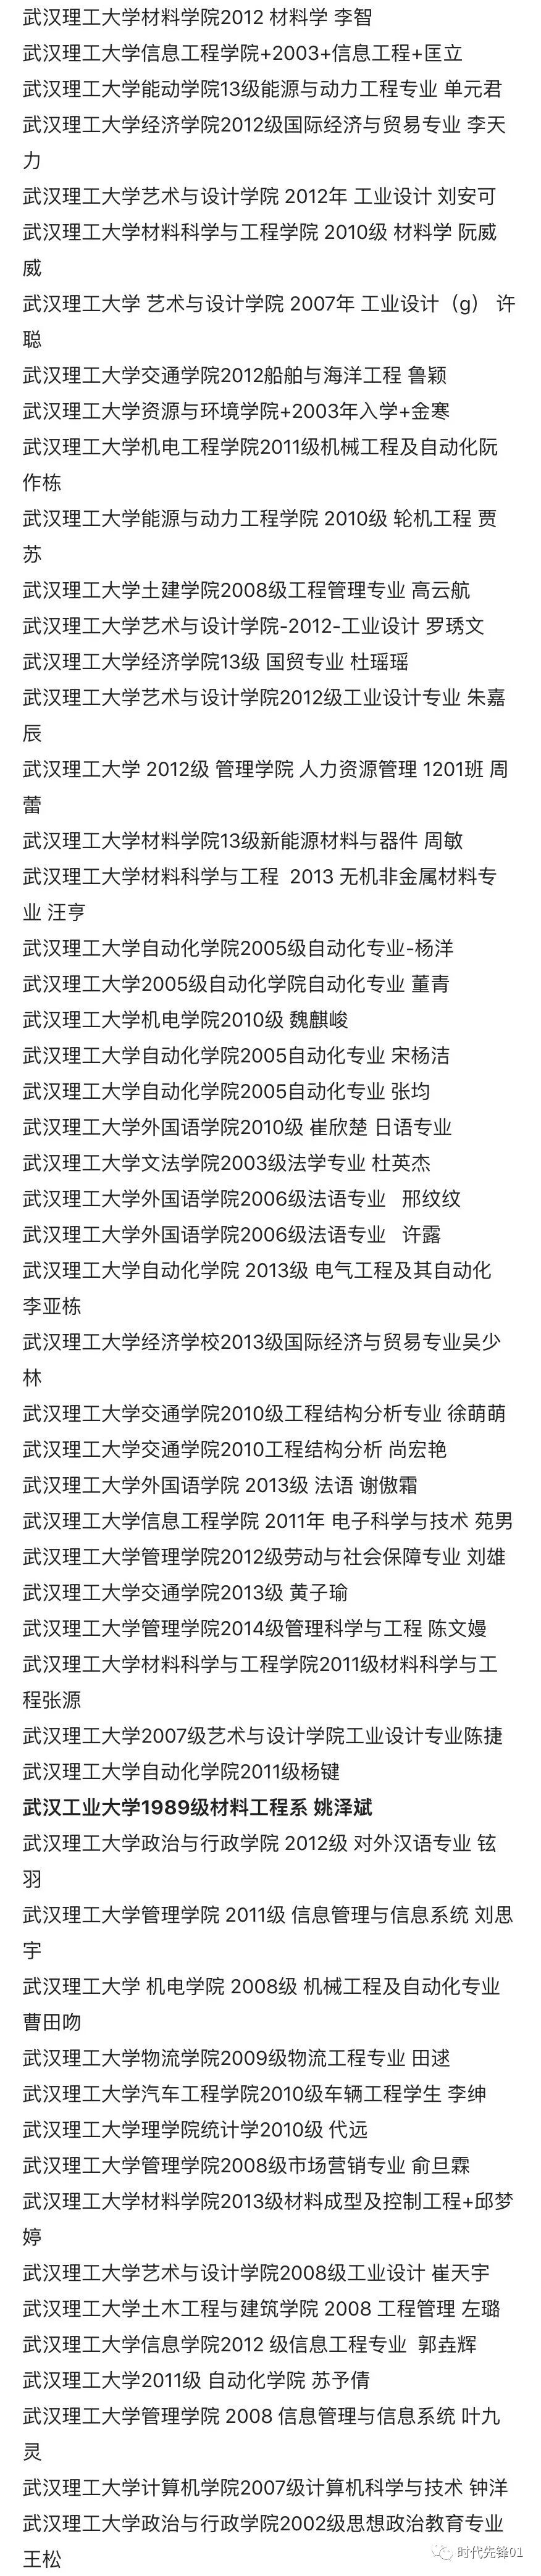 武汉理工大学材料学院2012 材料学 李智
武汉理工大学信息工程学院+2003+信息工程+匡立
武汉理工大学能动学院13级能源与动力工程专业 单元君
武汉理工大学经济学院2012级国际经济与贸易专业 李天
力
武汉理工大学艺术与设计学院 2012年 工业设计 刘安可
武汉理工大学材料科学与工程学院 2010级 材料学 阮威
威
武汉理工大学 艺术与设计学院 2007年 工业设计（g） 许
聪
武汉理工大学交通学院2012船舶与海洋工程 鲁颖
武汉理工大学资源与环境学院+2003年入学+金寒
武汉理工大学机电工程学院2011级机械工程及自动化阮
作栋
武汉理工大学能源与动力工程学院 2010级 轮机工程 贾
苏
武汉理工大学土建学院2008级工程管理专业 高云航
武汉理工大学艺术与设计学院-2012-工业设计 罗琇文
武汉理工大学经济学院13级 国贸专业 杜瑶瑶
武汉理工大学艺术与设计学院2012级工业设计专业 朱嘉
辰
武汉理工大学 2012级 管理学院 人力资源管理 1201班 周
蕾
武汉理工大学材料学院13级新能源材料与器件 周敏
武汉理工大学材料科学与工程  2013 无机非金属材料专
业 汪亨
武汉理工大学自动化学院2005级自动化专业-杨洋
武汉理工大学2005级自动化学院自动化专业 董青
武汉理工大学机电学院2010级 魏麒峻
武汉理工大学自动化学院2005自动化专业 宋杨洁
武汉理工大学自动化学院2005自动化专业 张均
武汉理工大学外国语学院2010级 崔欣楚 日语专业
武汉理工大学文法学院2003级法学专业 杜英杰
武汉理工大学外国语学院2006级法语专业   邢纹纹
武汉理工大学外国语学院2006级法语专业   许露
武汉理工大学自动化学院 2013级 电气工程及其自动化
李亚栋
武汉理工大学经济学校2013级国际经济与贸易专业吴少
林
武汉理工大学交通学院2010级工程结构分析专业 徐萌萌
武汉理工大学交通学院2010工程结构分析 尚宏艳
武汉理工大学外国语学院 2013级 法语 谢傲霜
武汉理工大学信息工程学院 2011年 电子科学与技术 苑男
武汉理工大学管理学院2012级劳动与社会保障专业 刘雄
武汉理工大学交通学院2013级 黄子瑜
武汉理工大学管理学院2014级管理科学与工程 陈文嫚
武汉理工大学材料科学与工程学院2011级材料科学与工
程张源
武汉理工大学2007级艺术与设计学院工业设计专业陈捷
武汉理工大学自动化学院2011级杨键
武汉工业大学1989级材料工程系 姚泽斌
武汉理工大学政治与行政学院 2012级 对外汉语专业 铉
羽
武汉理工大学管理学院 2011级 信息管理与信息系统 刘思
宇
武汉理工大学 机电学院 2008级 机械工程及自动化专业
曹田吻
武汉理工大学物流学院2009级物流工程专业 田逑
武汉理工大学汽车工程学院2010级车辆工程学生 李绅
武汉理工大学理学院统计学2010级 代远
武汉理工大学管理学院2008级市场营销专业 俞旦霖
武汉理工大学材料学院2013级材料成型及控制工程+邱梦
婷
武汉理工大学艺术与设计学院2008级工业设计 崔天宇
武汉理工大学土木工程与建筑学院 2008 工程管理 左璐
武汉理工大学信息学院2012 级信息工程专业  郭垚辉
武汉理工大学2011级 自动化学院 苏予倩
武汉理工大学管理学院 2008 信息管理与信息系统 叶九
灵
武汉理工大学计算机学院2007级计算机科学与技术 钟洋
武汉理工大学政治与行政学院2002级思想政治教育专业
王松
时代先锋01